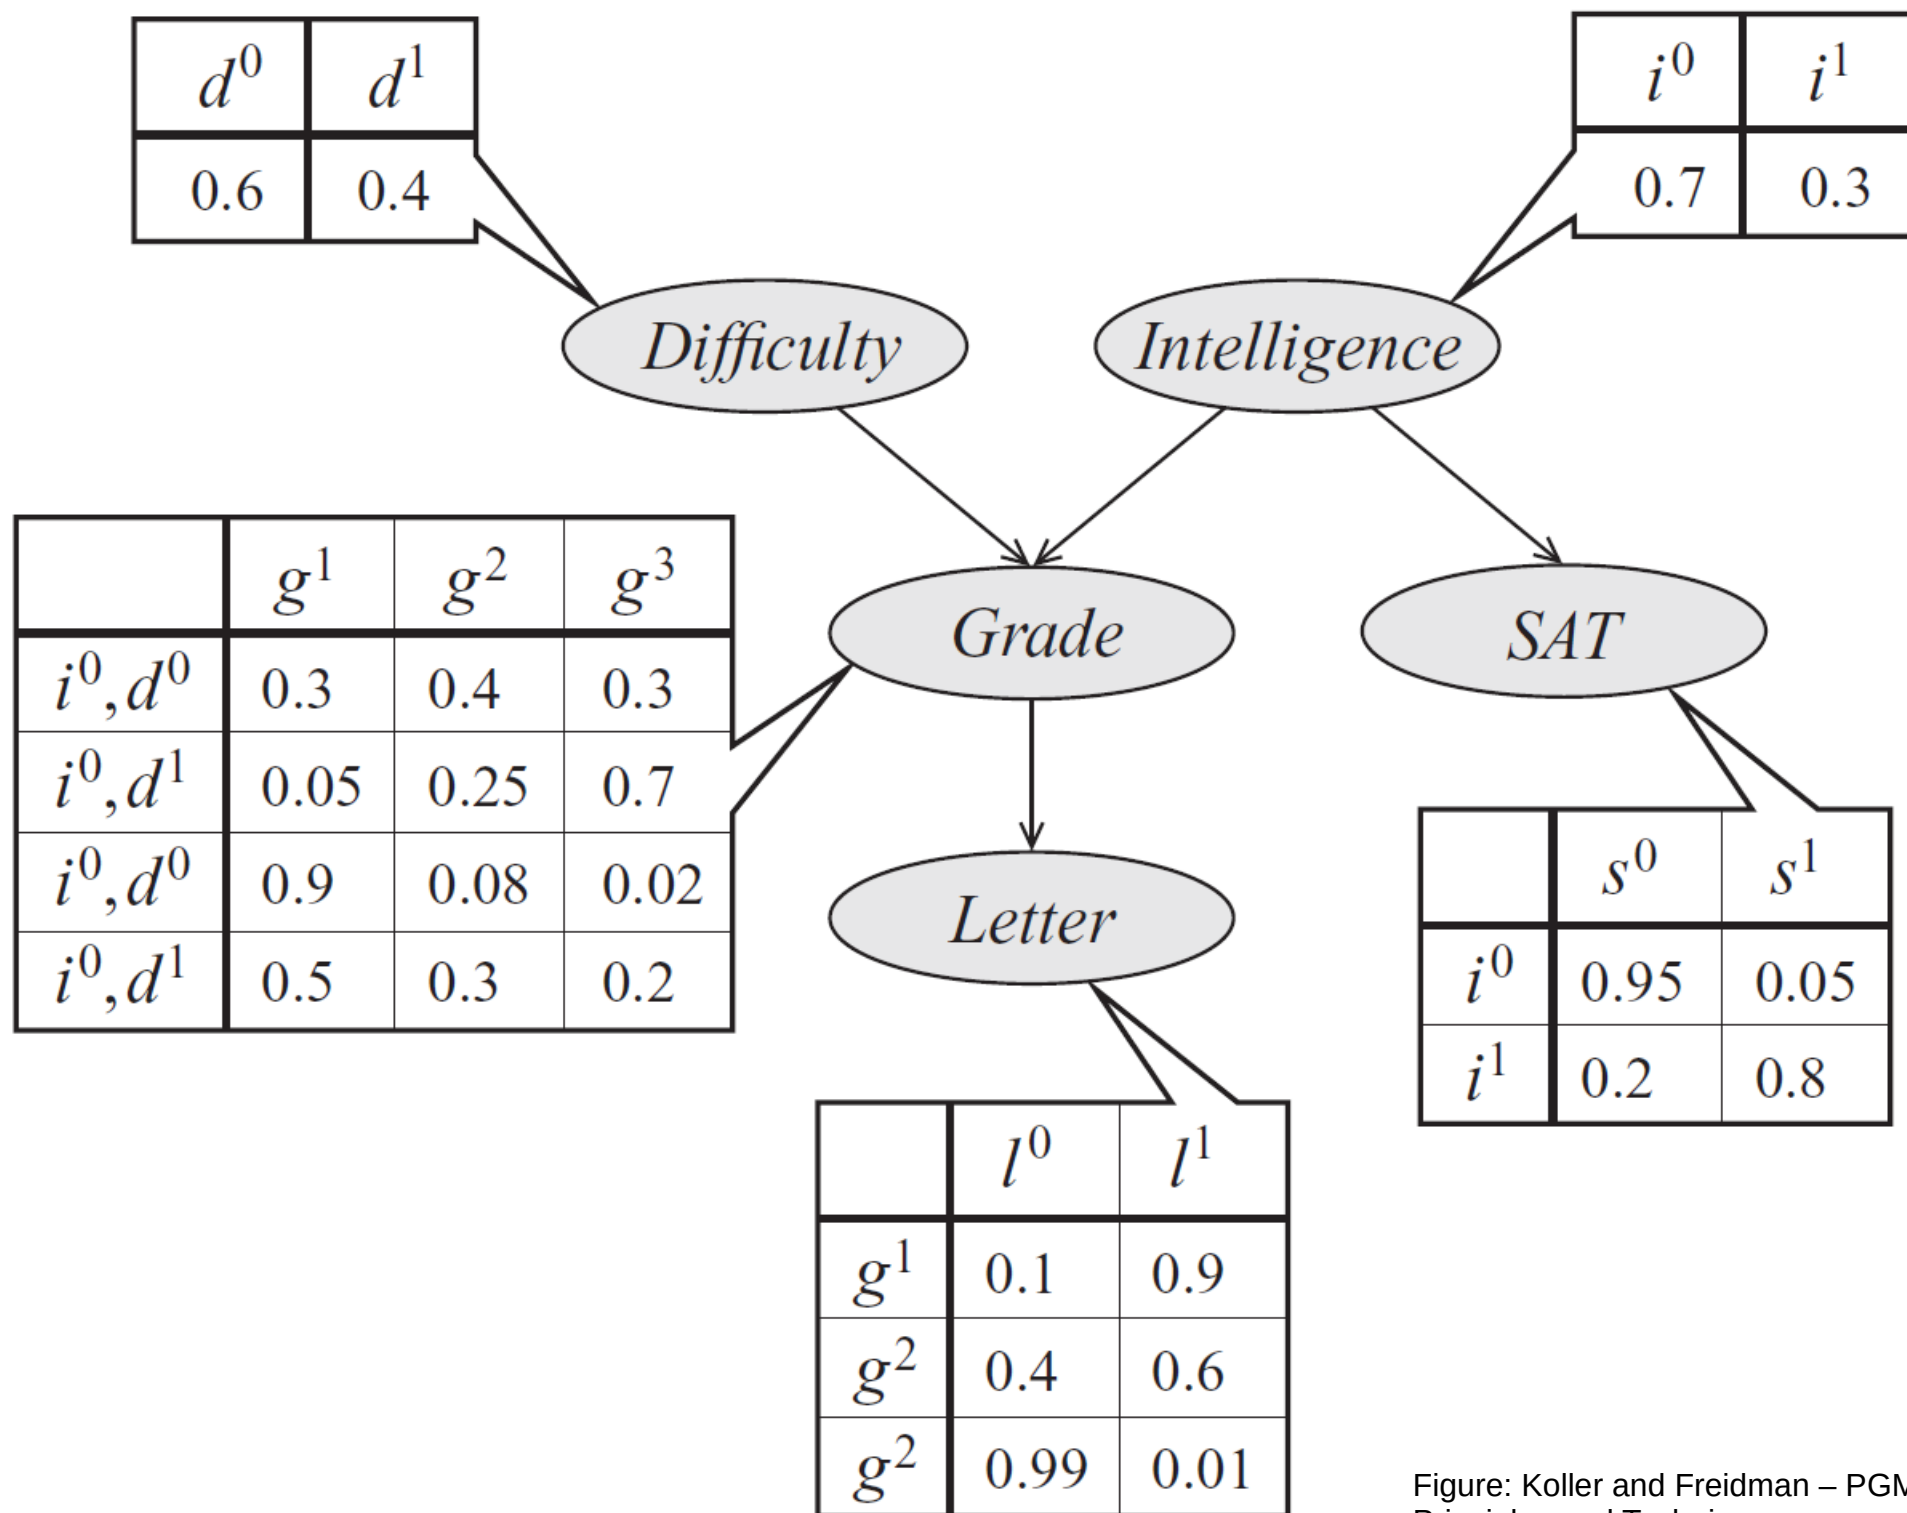 d⁰ d¹
0.6 0.4
i⁰ i¹
0.7 0.3
Difficulty
Intelligence
Grade
SAT
Letter
g¹ g² g³
i⁰,d⁰ 0.3 0.4 0.3
i⁰,d¹ 0.05 0.25 0.7
i⁰,d⁰ 0.9 0.08 0.02
i⁰,d¹ 0.5 0.3 0.2
s⁰ s¹
i⁰ 0.95 0.05
i¹ 0.2 0.8
l⁰ l¹
g¹ 0.1 0.9
g² 0.4 0.6
g² 0.99 0.01
Figure: Koller and Freidman – PGM